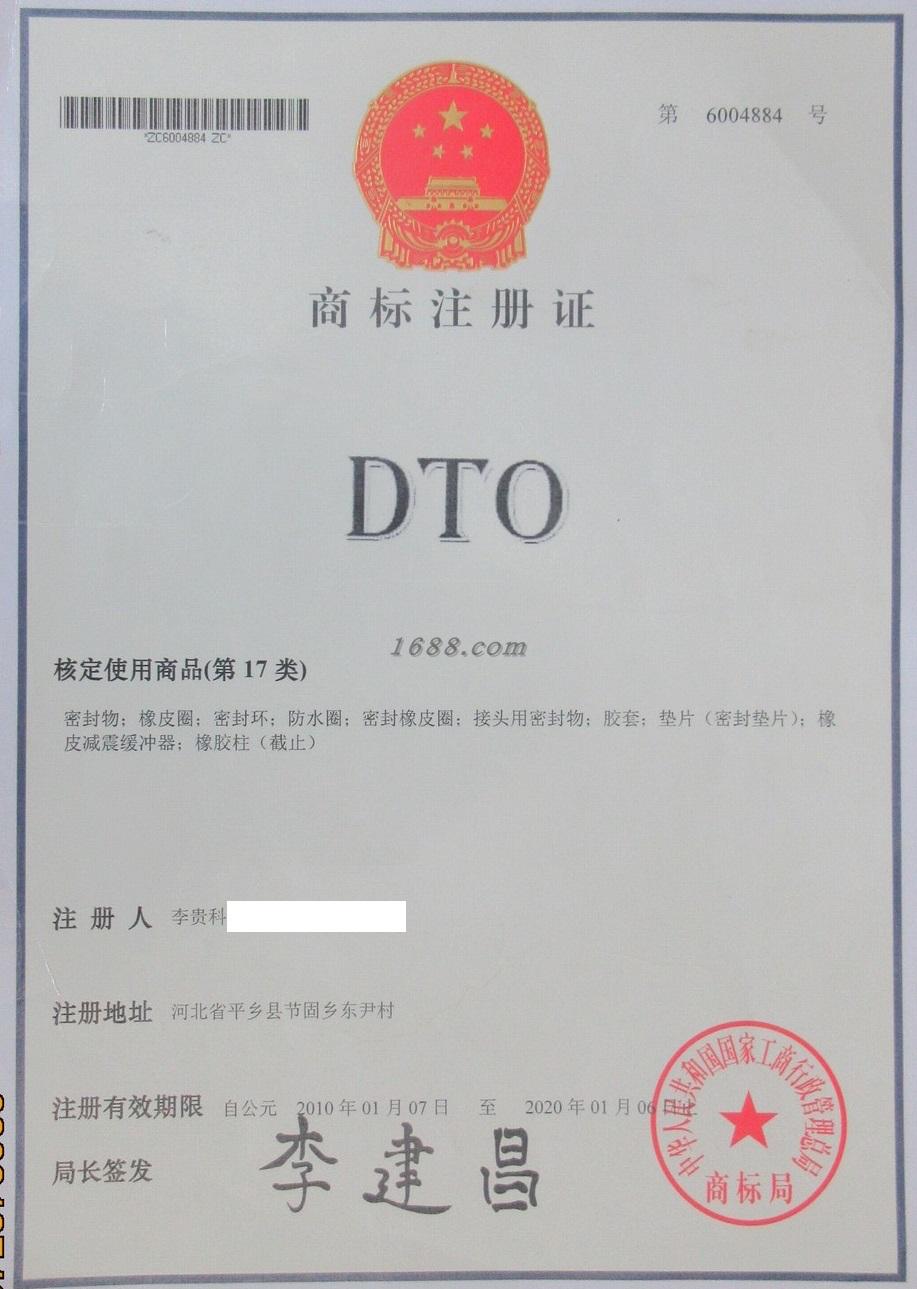 *ZC6004884 ZC*
第 6004884 号
商标注册证
DTO
1688.com
核定使用商品(第 17 类)
密封物；橡皮圈；密封环；防水圈；密封橡皮圈；接头用密封物；胶套；垫片（密封垫片）；橡
皮减震缓冲器；橡胶柱（截止）
注 册 人 李贵科
注册地址 河北省平乡县节固乡东尹村
注册有效期限 自公元 2010 年 01 月 07 日 至 2020 年 01 月 06 日止
局长签发 李建昌
中华人民共和国国家工商行政管理总局
商标局